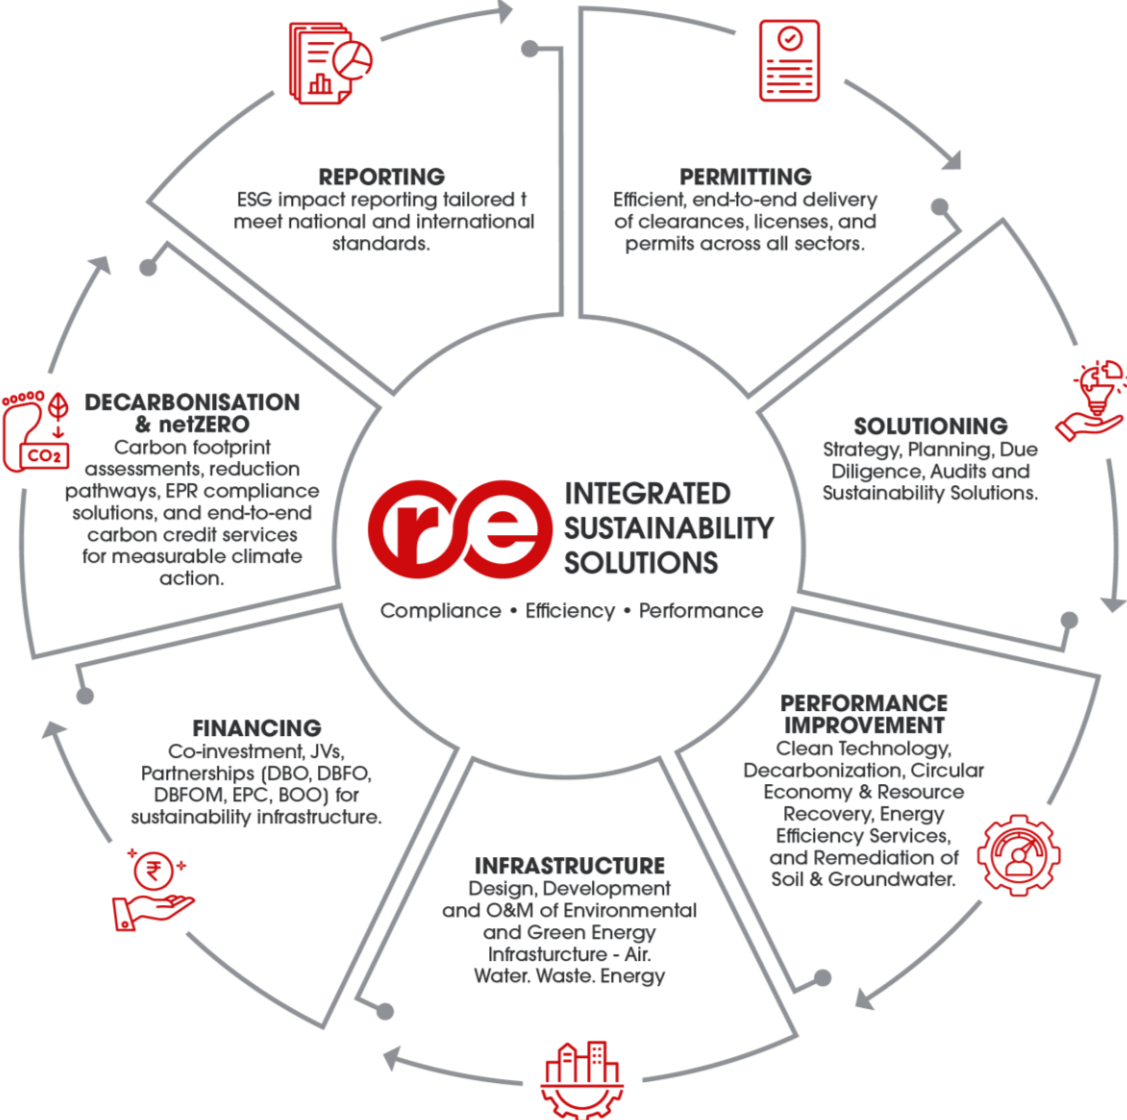 REPORTING
ESG impact reporting tailored t
meet national and international
standards.
PERMITTING
Efficient, end-to-end delivery
of clearances, licenses, and
permits across all sectors.
SOLUTIONING
Strategy, Planning, Due
Diligence, Audits and
Sustainability Solutions.
PERFORMANCE
IMPROVEMENT
Clean Technology,
Decarbonization, Circular
Economy & Resource
Recovery, Energy
Efficiency Services,
and Remediation of
Soil & Groundwater.
INFRASTRUCTURE
Design, Development
and O&M of Environmental
and Green Energy
Infrasturcture - Air.
Water. Waste. Energy
FINANCING
Co-investment, JVs,
Partnerships (DBO, DBFO,
DBFOM, EPC, BOO) for
sustainability infrastructure.
₹
DECARBONISATION
& netZERO
Carbon footprint
assessments, reduction
pathways, EPR compliance
solutions, and end-to-end
carbon credit services
for measurable climate
action.
CO2
re
INTEGRATED
SUSTAINABILITY
SOLUTIONS
Compliance • Efficiency • Performance